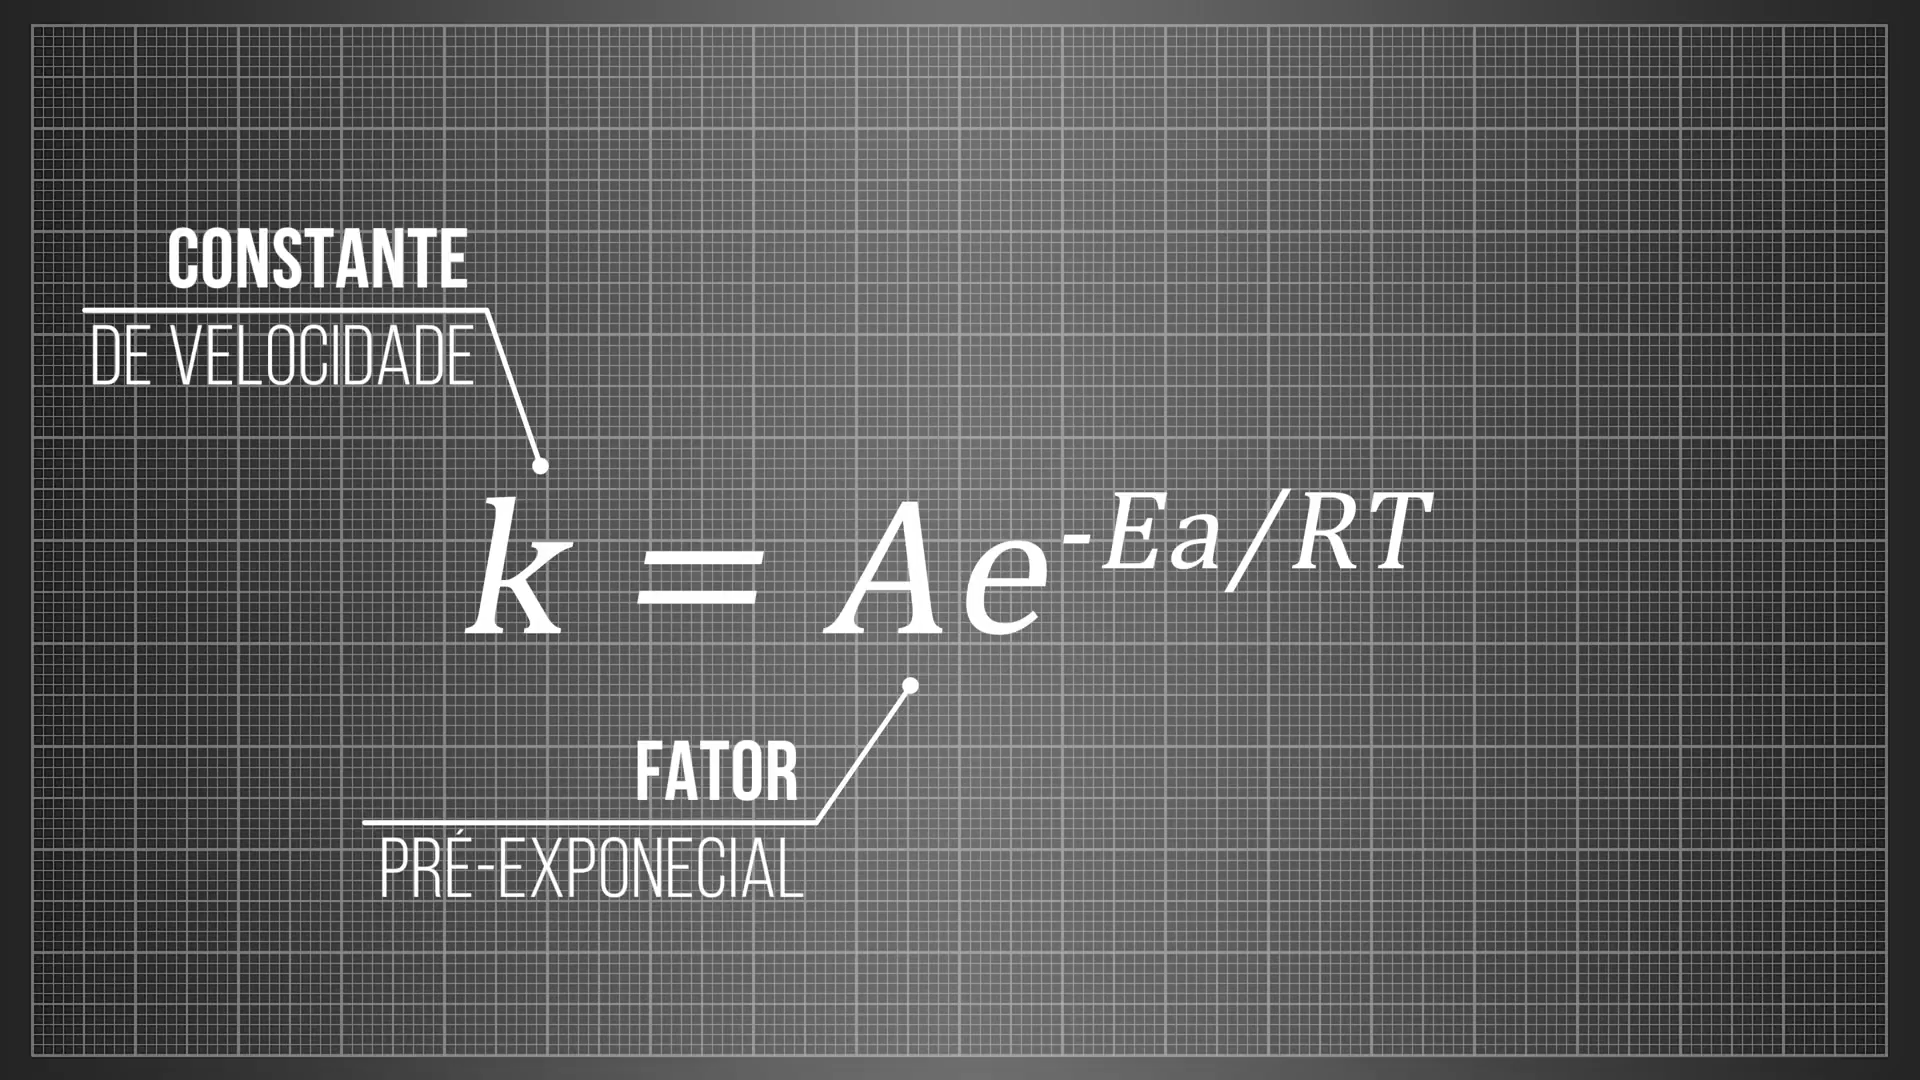 CONSTANTE
DE VELOCIDADE
k = Ae^-Ea/RT
FATOR
PRÉ-EXPONECIAL